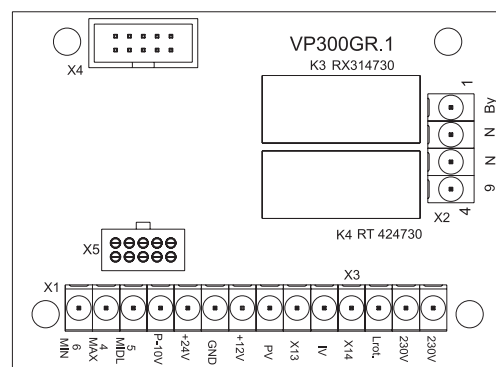 VP300GR.1
X4
K3 RX314730
1
By
N
N
9
4
X2
K4 RT 424730
X5
X1
X3
MIN 6
MAX 4
MIDL 5
P-10V
+24V
GND
+12V
PV
X13
IV
X14
Lrot.
230V
230V